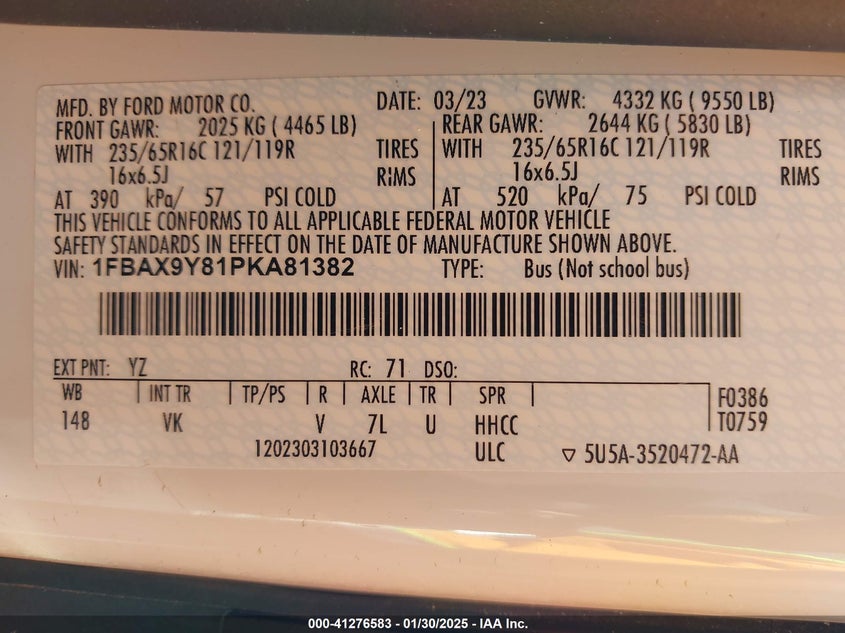 MFD. BY FORD MOTOR CO. DATE: 03/23 GVWR: 4332 KG ( 9550 LB)
FRONT GAWR: 2025 KG ( 4465 LB) REAR GAWR: 2644 KG ( 5830 LB)
WITH 235/65R16C 121/119R TIRES WITH 235/65R16C 121/119R TIRES
16x6.5J RIMS 16x6.5J RIMS
AT 390 kPa/ 57 PSI COLD AT 520 kPa/ 75 PSI COLD
THIS VEHICLE CONFORMS TO ALL APPLICABLE FEDERAL MOTOR VEHICLE
SAFETY STANDARDS IN EFFECT ON THE DATE OF MANUFACTURE SHOWN ABOVE.
VIN: 1FBAX9Y81PKA81382 TYPE: Bus (Not school bus)
EXT PNT: YZ RC: 71 DSO:
WB INT TR TP/PS R AXLE TR SPR F0386
148 VK V 7L U HHCC T0759
1202303103667 ULC ▽ 5U5A-3520472-AA
000-41276583 - 01/30/2025 - IAA Inc.